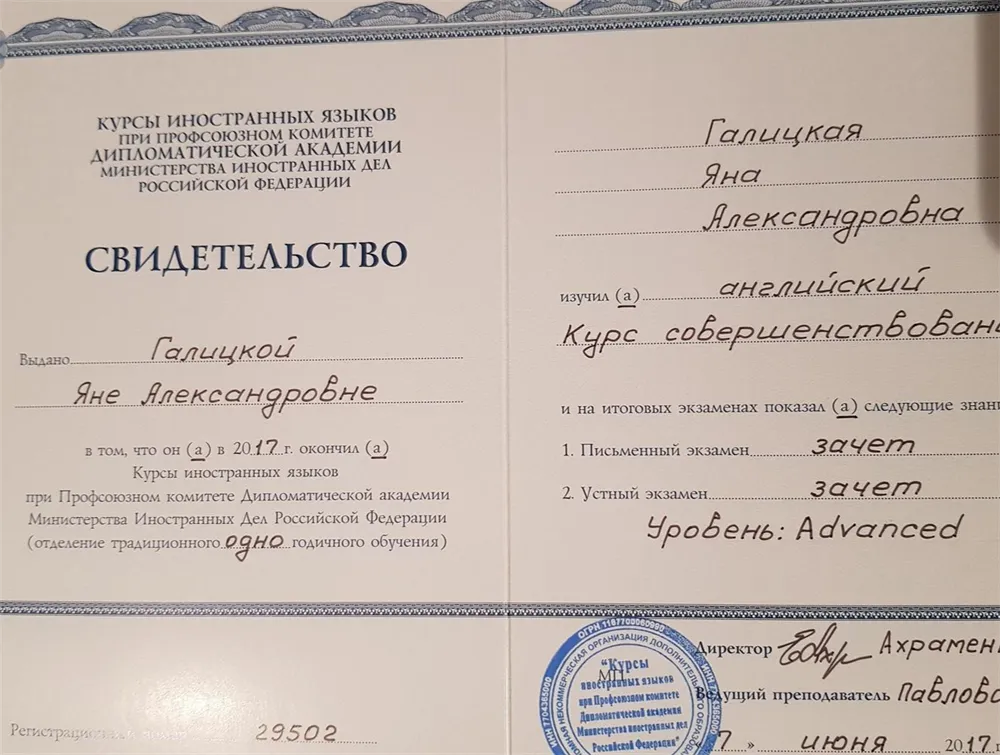 КУРСЫ ИНОСТРАННЫХ ЯЗЫКОВ
ПРИ ПРОФСОЮЗНОМ КОМИТЕТЕ
ДИПЛОМАТИЧЕСКОЙ АКАДЕМИИ
МИНИСТЕРСТВА ИНОСТРАННЫХ ДЕЛ
РОССИЙСКОЙ ФЕДЕРАЦИИ
СВИДЕТЕЛЬСТВО
Выдано Галицкой
Яне Александровне
в том, что он (а) в 2017 г. окончил (а)
Курсы иностранных языков
при Профсоюзном комитете Дипломатической академии
Министерства Иностранных Дел Российской Федерации
(отделение традиционного одно годичного обучения)
29502
Галицкая
Яна
Александровна
изучил (а) английский
Курс совершенствовани
и на итоговых экзаменах показал (а) следующие знан
1. Письменный экзамен зачет
2. Устный экзамен зачет
Уровень: Advanced
Директор Ахрамен
Ведущий преподаватель Павлова
7 » июня 2017
МП
"Курсы
иностранных языков
при Профсоюзном комитете
Дипломатической академии
Министерства иностранных дел
Российской Федерации"